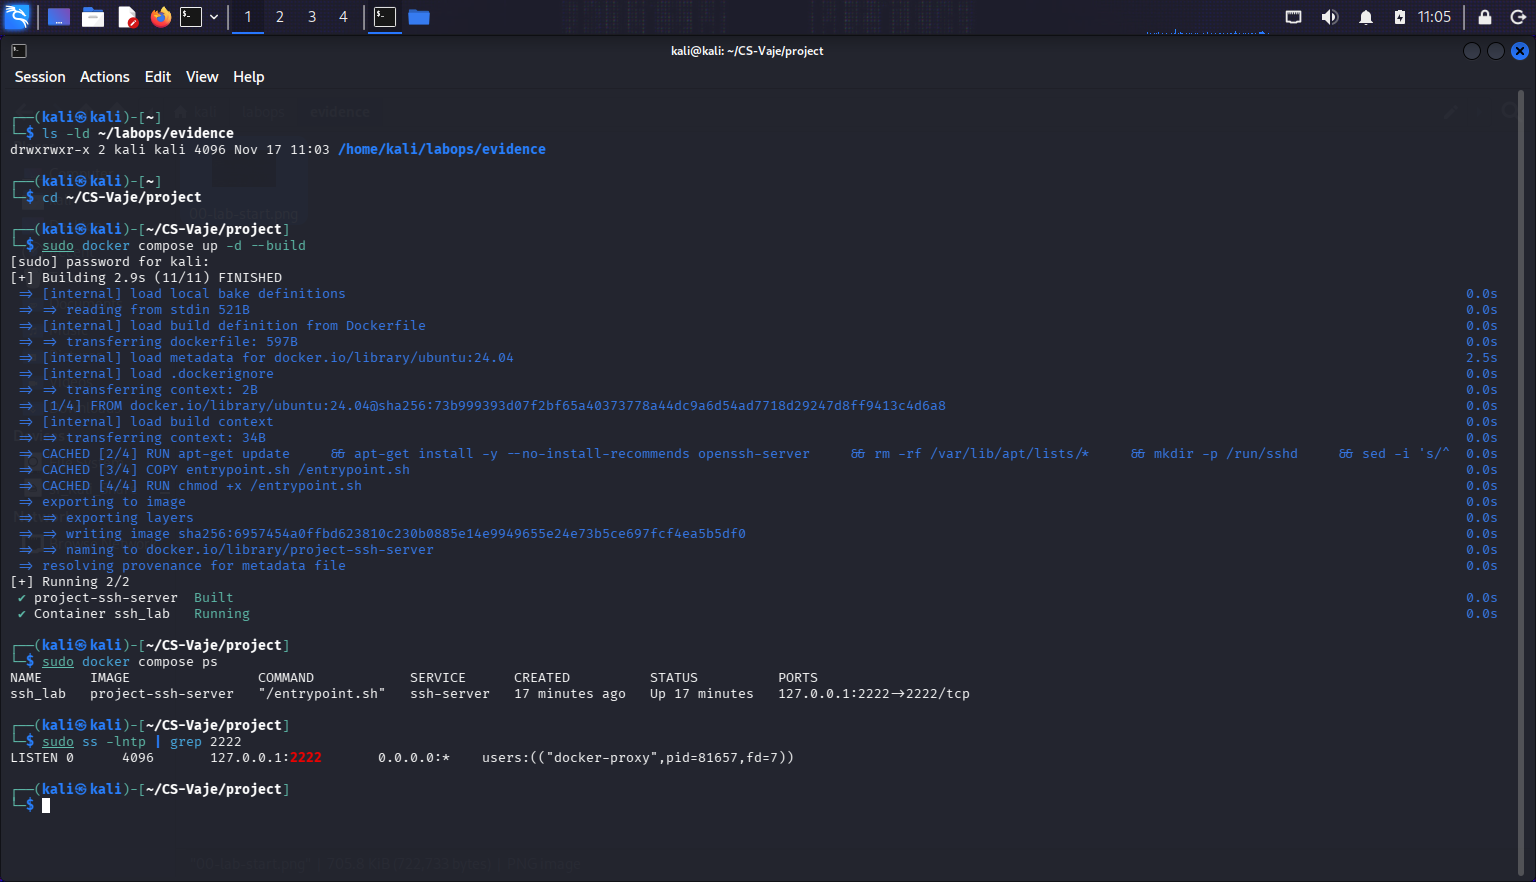 1 2 3 4 11:05
kali@kali: ~/CS-Vaje/project
Session Actions Edit View Help
┌──(kali㉿kali)-[~]
└─$ ls -ld ~/labops/evidence
drwxrwxr-x 2 kali kali 4096 Nov 17 11:03 /home/kali/labops/evidence
┌──(kali㉿kali)-[~]
└─$ cd ~/CS-Vaje/project
┌──(kali㉿kali)-[~/CS-Vaje/project]
└─$ sudo docker compose up -d --build
[sudo] password for kali:
[+] Building 2.9s (11/11) FINISHED
=> [internal] load local bake definitions 0.0s
=> => reading from stdin 521B 0.0s
=> [internal] load build definition from Dockerfile 0.0s
=> => transferring dockerfile: 597B 0.0s
=> [internal] load metadata for docker.io/library/ubuntu:24.04 2.5s
=> [internal] load .dockerignore 0.0s
=> => transferring context: 2B 0.0s
=> [1/4] FROM docker.io/library/ubuntu:24.04@sha256:73b999393d07f2bf65a40373778a44dc9a6d54ad7718d29247d8ff9413c4d6a8 0.0s
=> [internal] load build context 0.0s
=> => transferring context: 34B 0.0s
=> CACHED [2/4] RUN apt-get update && apt-get install -y --no-install-recommends openssh-server && rm -rf /var/lib/apt/lists/* && mkdir -p /run/sshd && sed -i 's/^ 0.0s
=> CACHED [3/4] COPY entrypoint.sh /entrypoint.sh 0.0s
=> CACHED [4/4] RUN chmod +x /entrypoint.sh 0.0s
=> exporting to image 0.0s
=> => exporting layers 0.0s
=> => writing image sha256:6957454a0ffbd623810c230b0885e14e9949655e24e73b5ce697fcf4ea5b5df0 0.0s
=> => naming to docker.io/library/project-ssh-server 0.0s
=> resolving provenance for metadata file 0.0s
[+] Running 2/2
✔ project-ssh-server Built 0.0s
✔ Container ssh_lab Running 0.0s
┌──(kali㉿kali)-[~/CS-Vaje/project]
└─$ sudo docker compose ps
NAME IMAGE COMMAND SERVICE CREATED STATUS PORTS
ssh_lab project-ssh-server "/entrypoint.sh" ssh-server 17 minutes ago Up 17 minutes 127.0.0.1:2222->2222/tcp
┌──(kali㉿kali)-[~/CS-Vaje/project]
└─$ sudo ss -lntp | grep 2222
LISTEN 0 4096 127.0.0.1:2222 0.0.0.0:* users:(("docker-proxy",pid=81657,fd=7))
┌──(kali㉿kali)-[~/CS-Vaje/project]
└─$